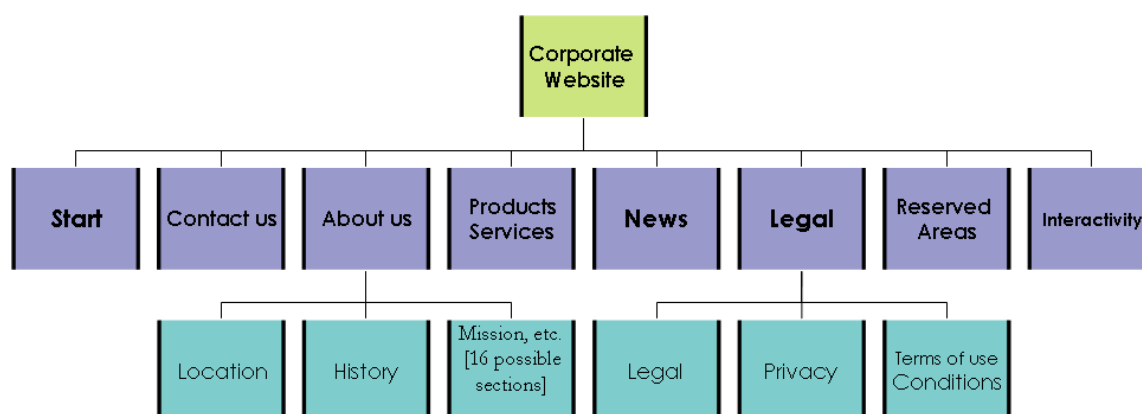 Corporate
Website
Start
Contact us
About us
Products
Services
News
Legal
Reserved
Areas
Interactivity
Location
History
Mission, etc.
[16 possible
sections]
Legal
Privacy
Terms of use
Conditions